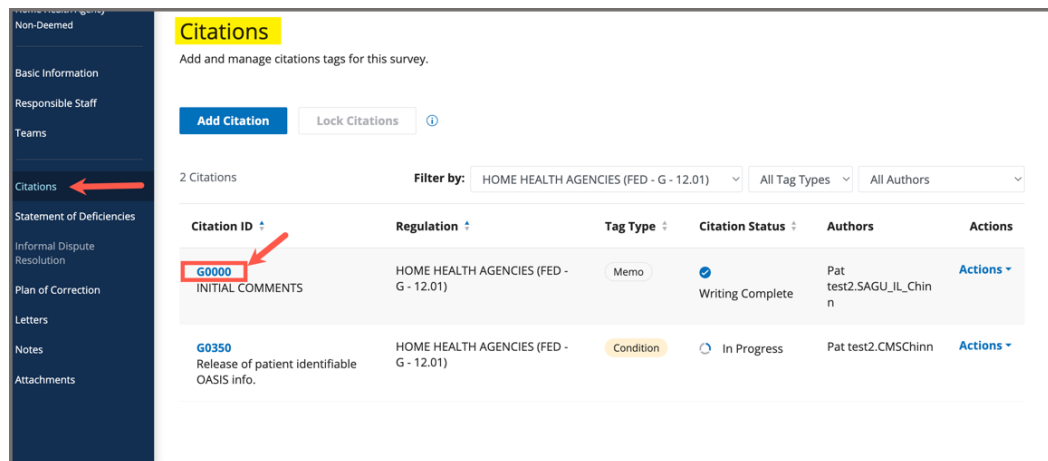 Home Health Agency
Non-Deemed
Basic Information
Responsible Staff
Teams
Citations
Statement of Deficiencies
Informal Dispute
Resolution
Plan of Correction
Letters
Notes
Attachments
Citations
Add and manage citations tags for this survey.
Add Citation
Lock Citations
2 Citations
Filter by: HOME HEALTH AGENCIES (FED - G - 12.01) All Tag Types All Authors
Citation ID Regulation Tag Type Citation Status Authors Actions
G0000
INITIAL COMMENTS
HOME HEALTH AGENCIES (FED -
G - 12.01)
Memo
Writing Complete
Pat
test2.SAGU_IL_Chin
n
Actions
G0350
Release of patient identifiable
OASIS info.
HOME HEALTH AGENCIES (FED -
G - 12.01)
Condition
In Progress
Pat test2.CMSChinn
Actions